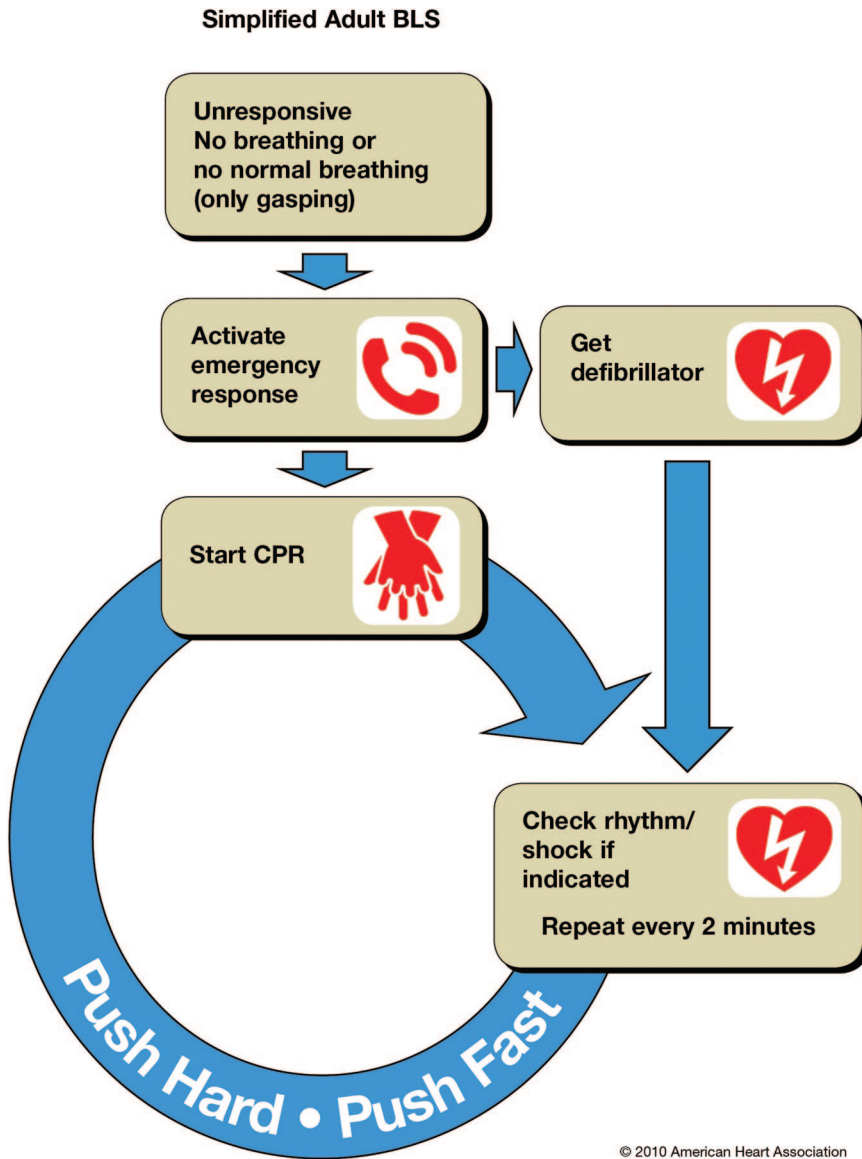 Simplified Adult BLS
Unresponsive
No breathing or
no normal breathing
(only gasping)
Activate
emergency
response
Get
defibrillator
Start CPR
Check rhythm/
shock if
indicated
Repeat every 2 minutes
Push Hard • Push Fast
© 2010 American Heart Association